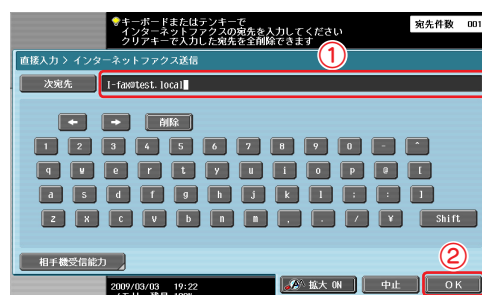 キーボードまたはテンキーで
インターネットファクスの宛先を入力してください
クリアキーで入力した宛先を全削除できます
宛先件数 001
直接入力 > インターネットファクス送信
①
次宛先 I-fax@test.local
← → 削除
1 2 3 4 5 6 7 8 9 0 - ^
q w e r t y u i o p @ [
a s d f g h j k l ; : ]
z x c v b n m , . / ¥ Shift
相手機受信能力
②
2009/03/03 19:22
拡大 ON 中止 OK